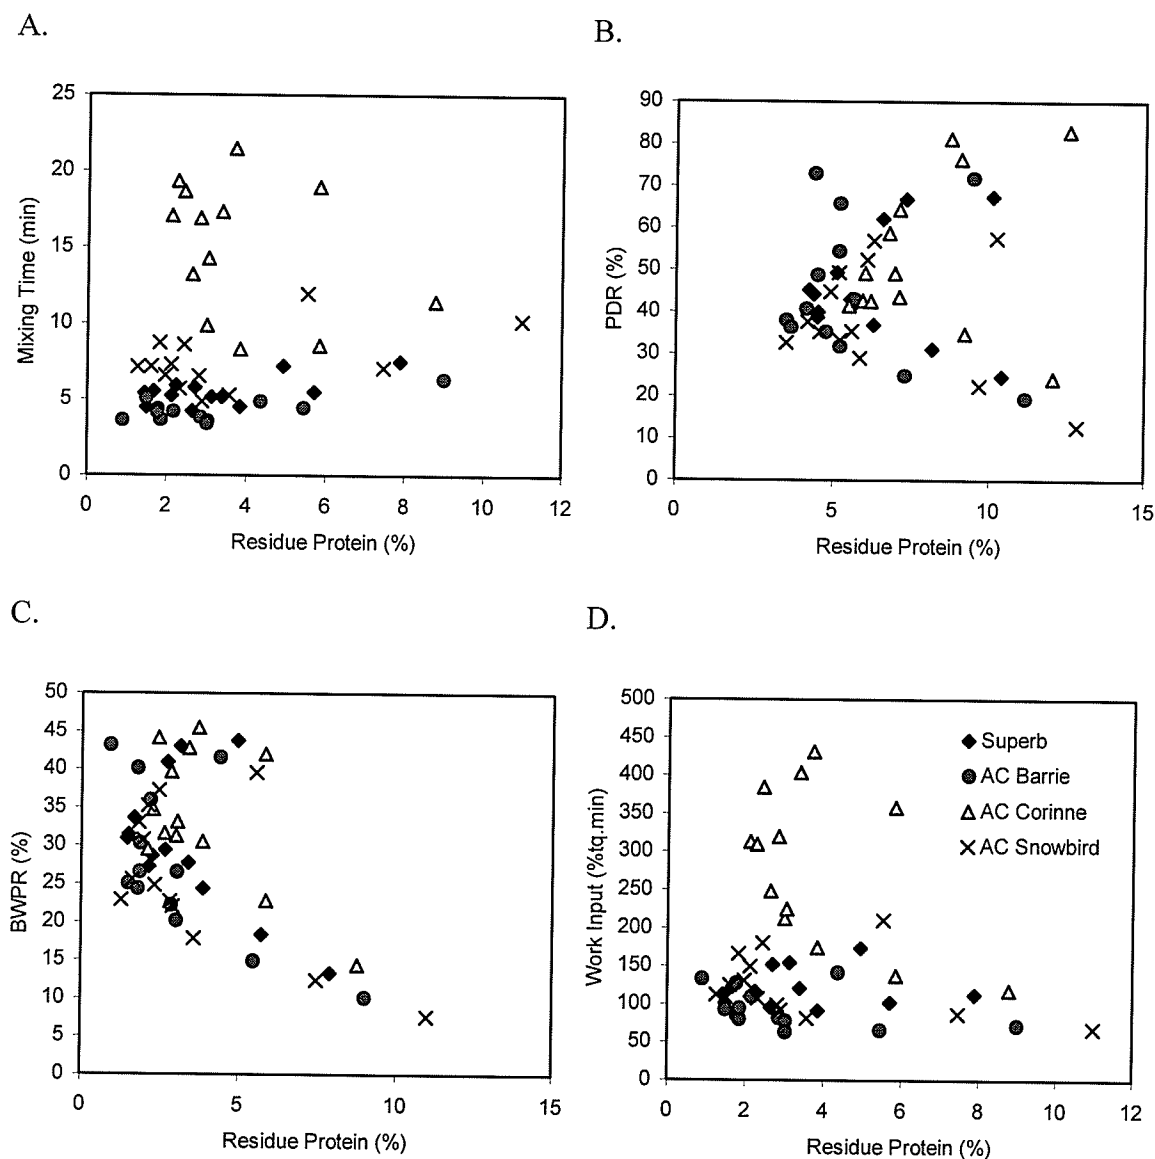 A.
25
20
15
10
5
0
Mixing Time (min)
0 2 4 6 8 10 12
Residue Protein (%)
B.
90
80
70
60
50
40
30
20
10
0
PDR (%)
0 5 10 15
Residue Protein (%)
C.
50
45
40
35
30
25
20
15
10
5
0
BWPR (%)
0 5 10 15
Residue Protein (%)
D.
500
450
400
350
300
250
200
150
100
50
0
Work Input (%tq.min)
Superb
AC Barrie
AC Corinne
AC Snowbird
0 2 4 6 8 10 12
Residue Protein (%)